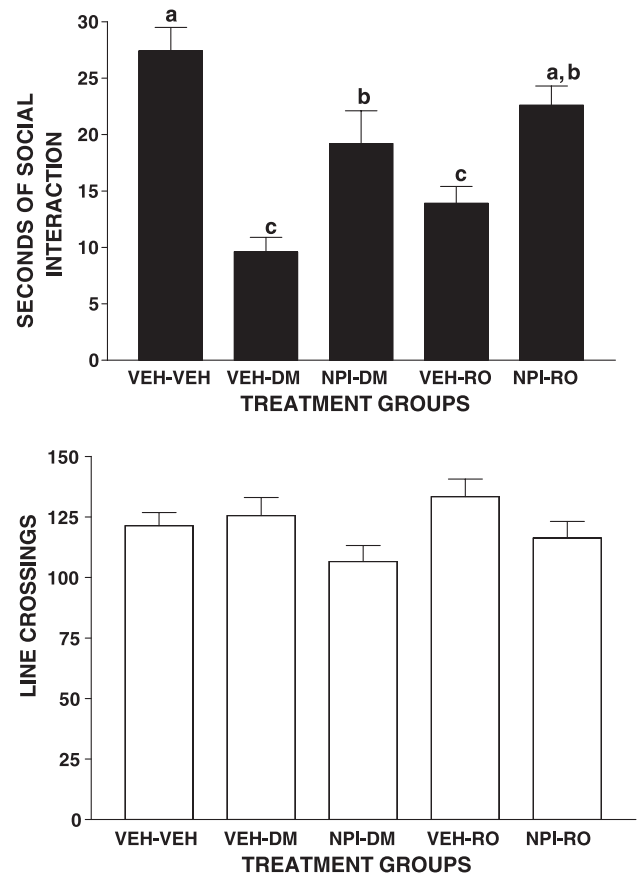 30
25
20
15
10
5
0
SECONDS OF SOCIAL
INTERACTION
a
c
b
c
a,b
VEH-VEH VEH-DM NPI-DM VEH-RO NPI-RO
TREATMENT GROUPS
150
125
100
75
50
25
0
LINE CROSSINGS
VEH-VEH VEH-DM NPI-DM VEH-RO NPI-RO
TREATMENT GROUPS